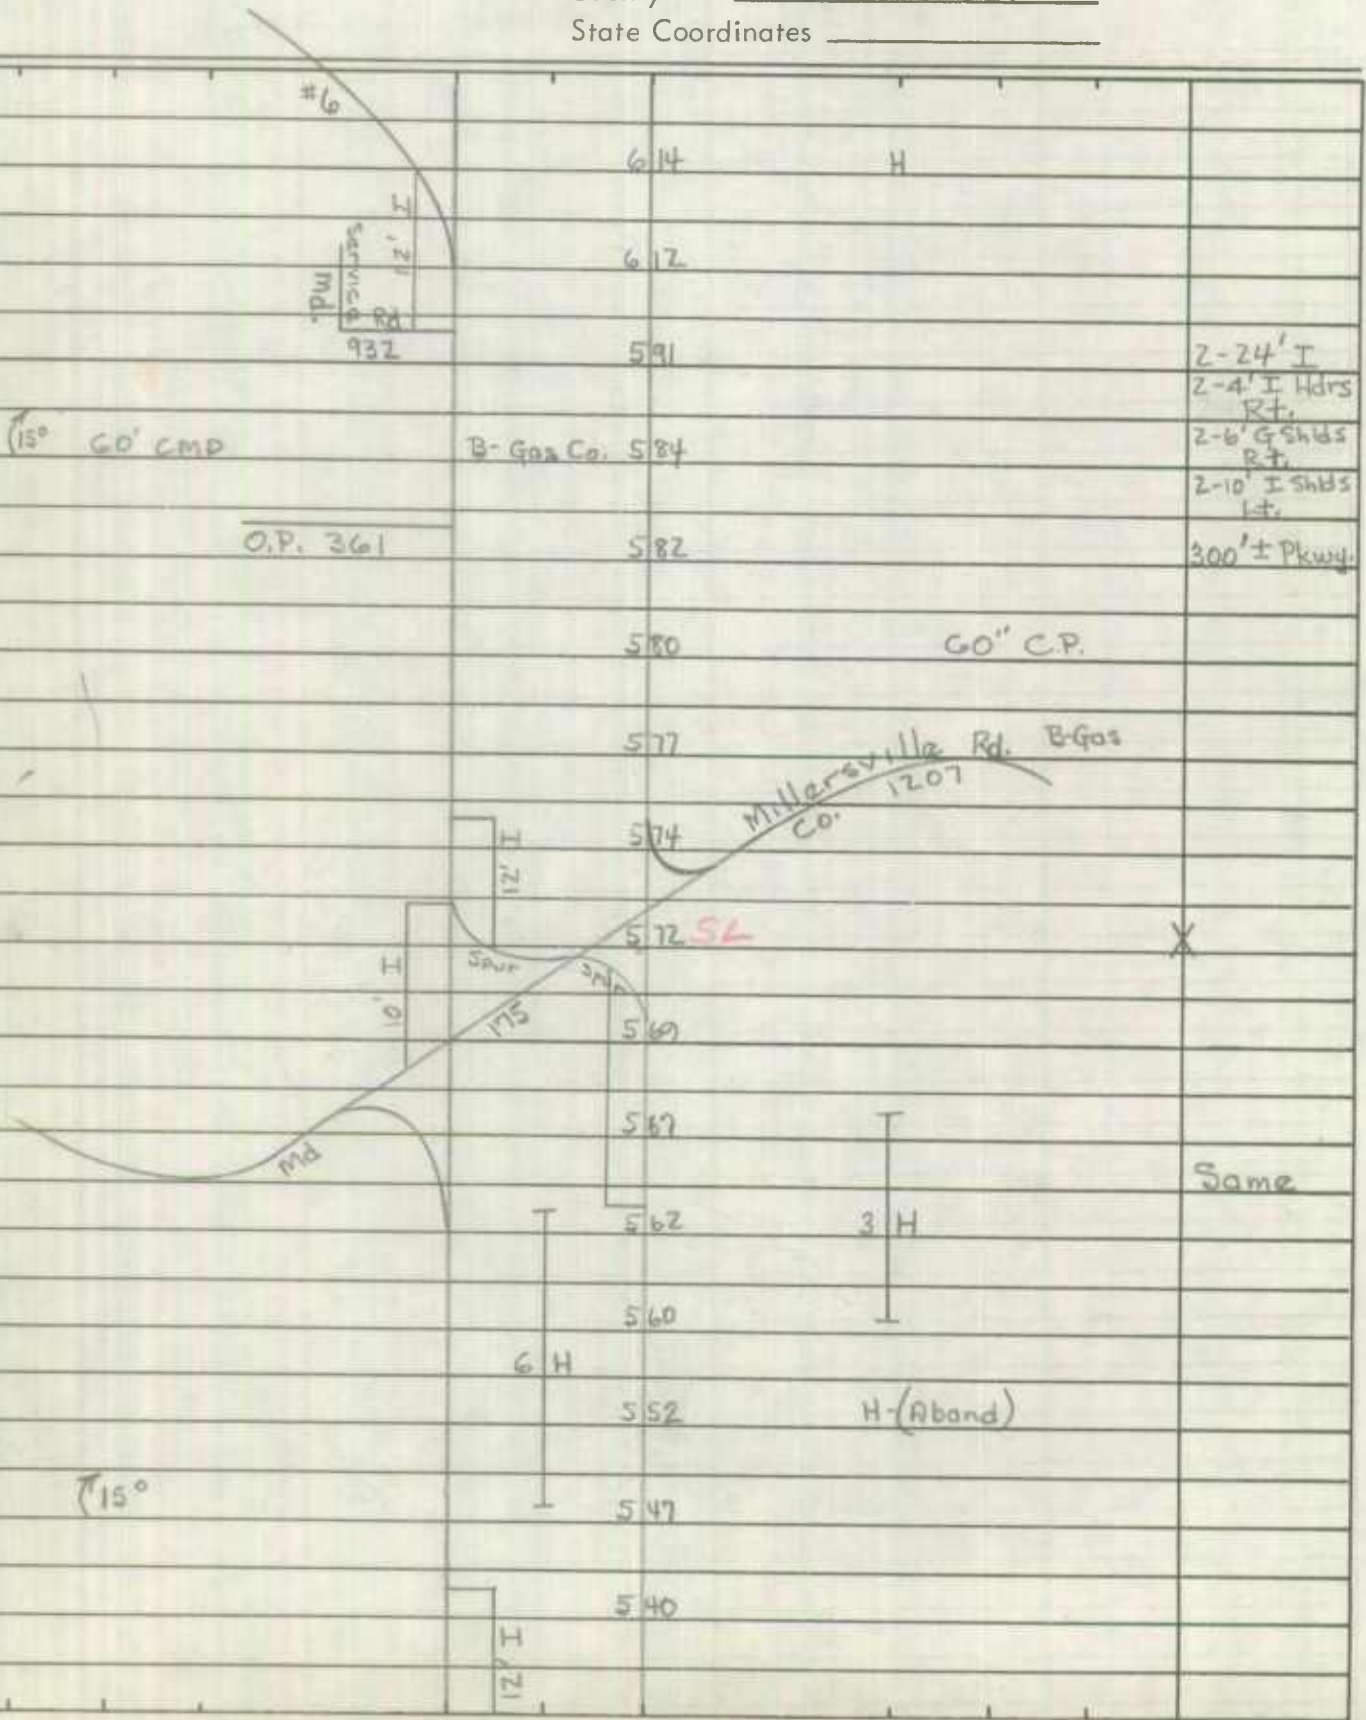 State Coordinates
#6
6 14 H
I 12'
6 12
Service Rd
Md.
932
5 91 2-24' I
2-4' I Hdrs
Rt.
15° 60' CMP B-Gas Co. 5 84 2-6' G Shlds
Rt.
2-10' I Shlds
Lt.
O.P. 361 5 82 300'± Pkwy.
5 80 60" C.P.
5 77 Millersville Rd. B-Gas
1207
Co.
I 12' 5 74
5 72 SL X
Spur Spur
I 10'
175 5 69
5 67
Md Same
5 62 3 H
5 60
6 H
5 52 H-(Aband)
15° 5 47
5 40
12' I